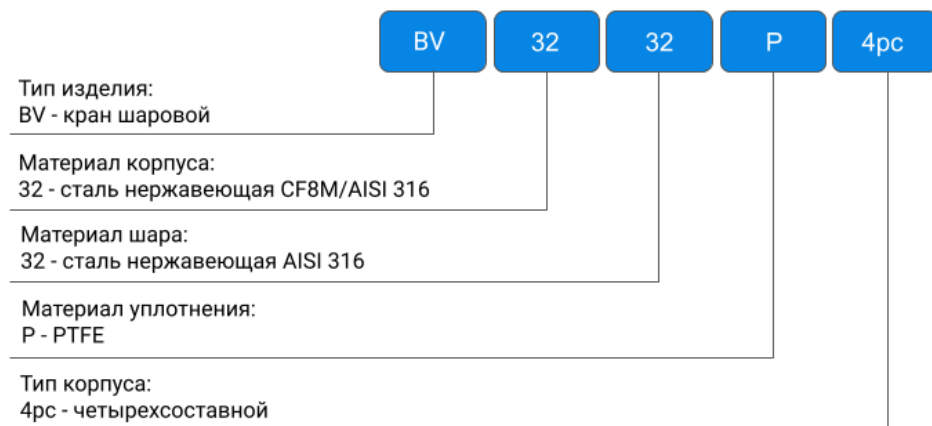 BV 32 32 P 4pc
Тип изделия:
BV - кран шаровой
Материал корпуса:
32 - сталь нержавеющая CF8M/AISI 316
Материал шара:
32 - сталь нержавеющая AISI 316
Материал уплотнения:
P - PTFE
Тип корпуса:
4pc - четырехсоставной